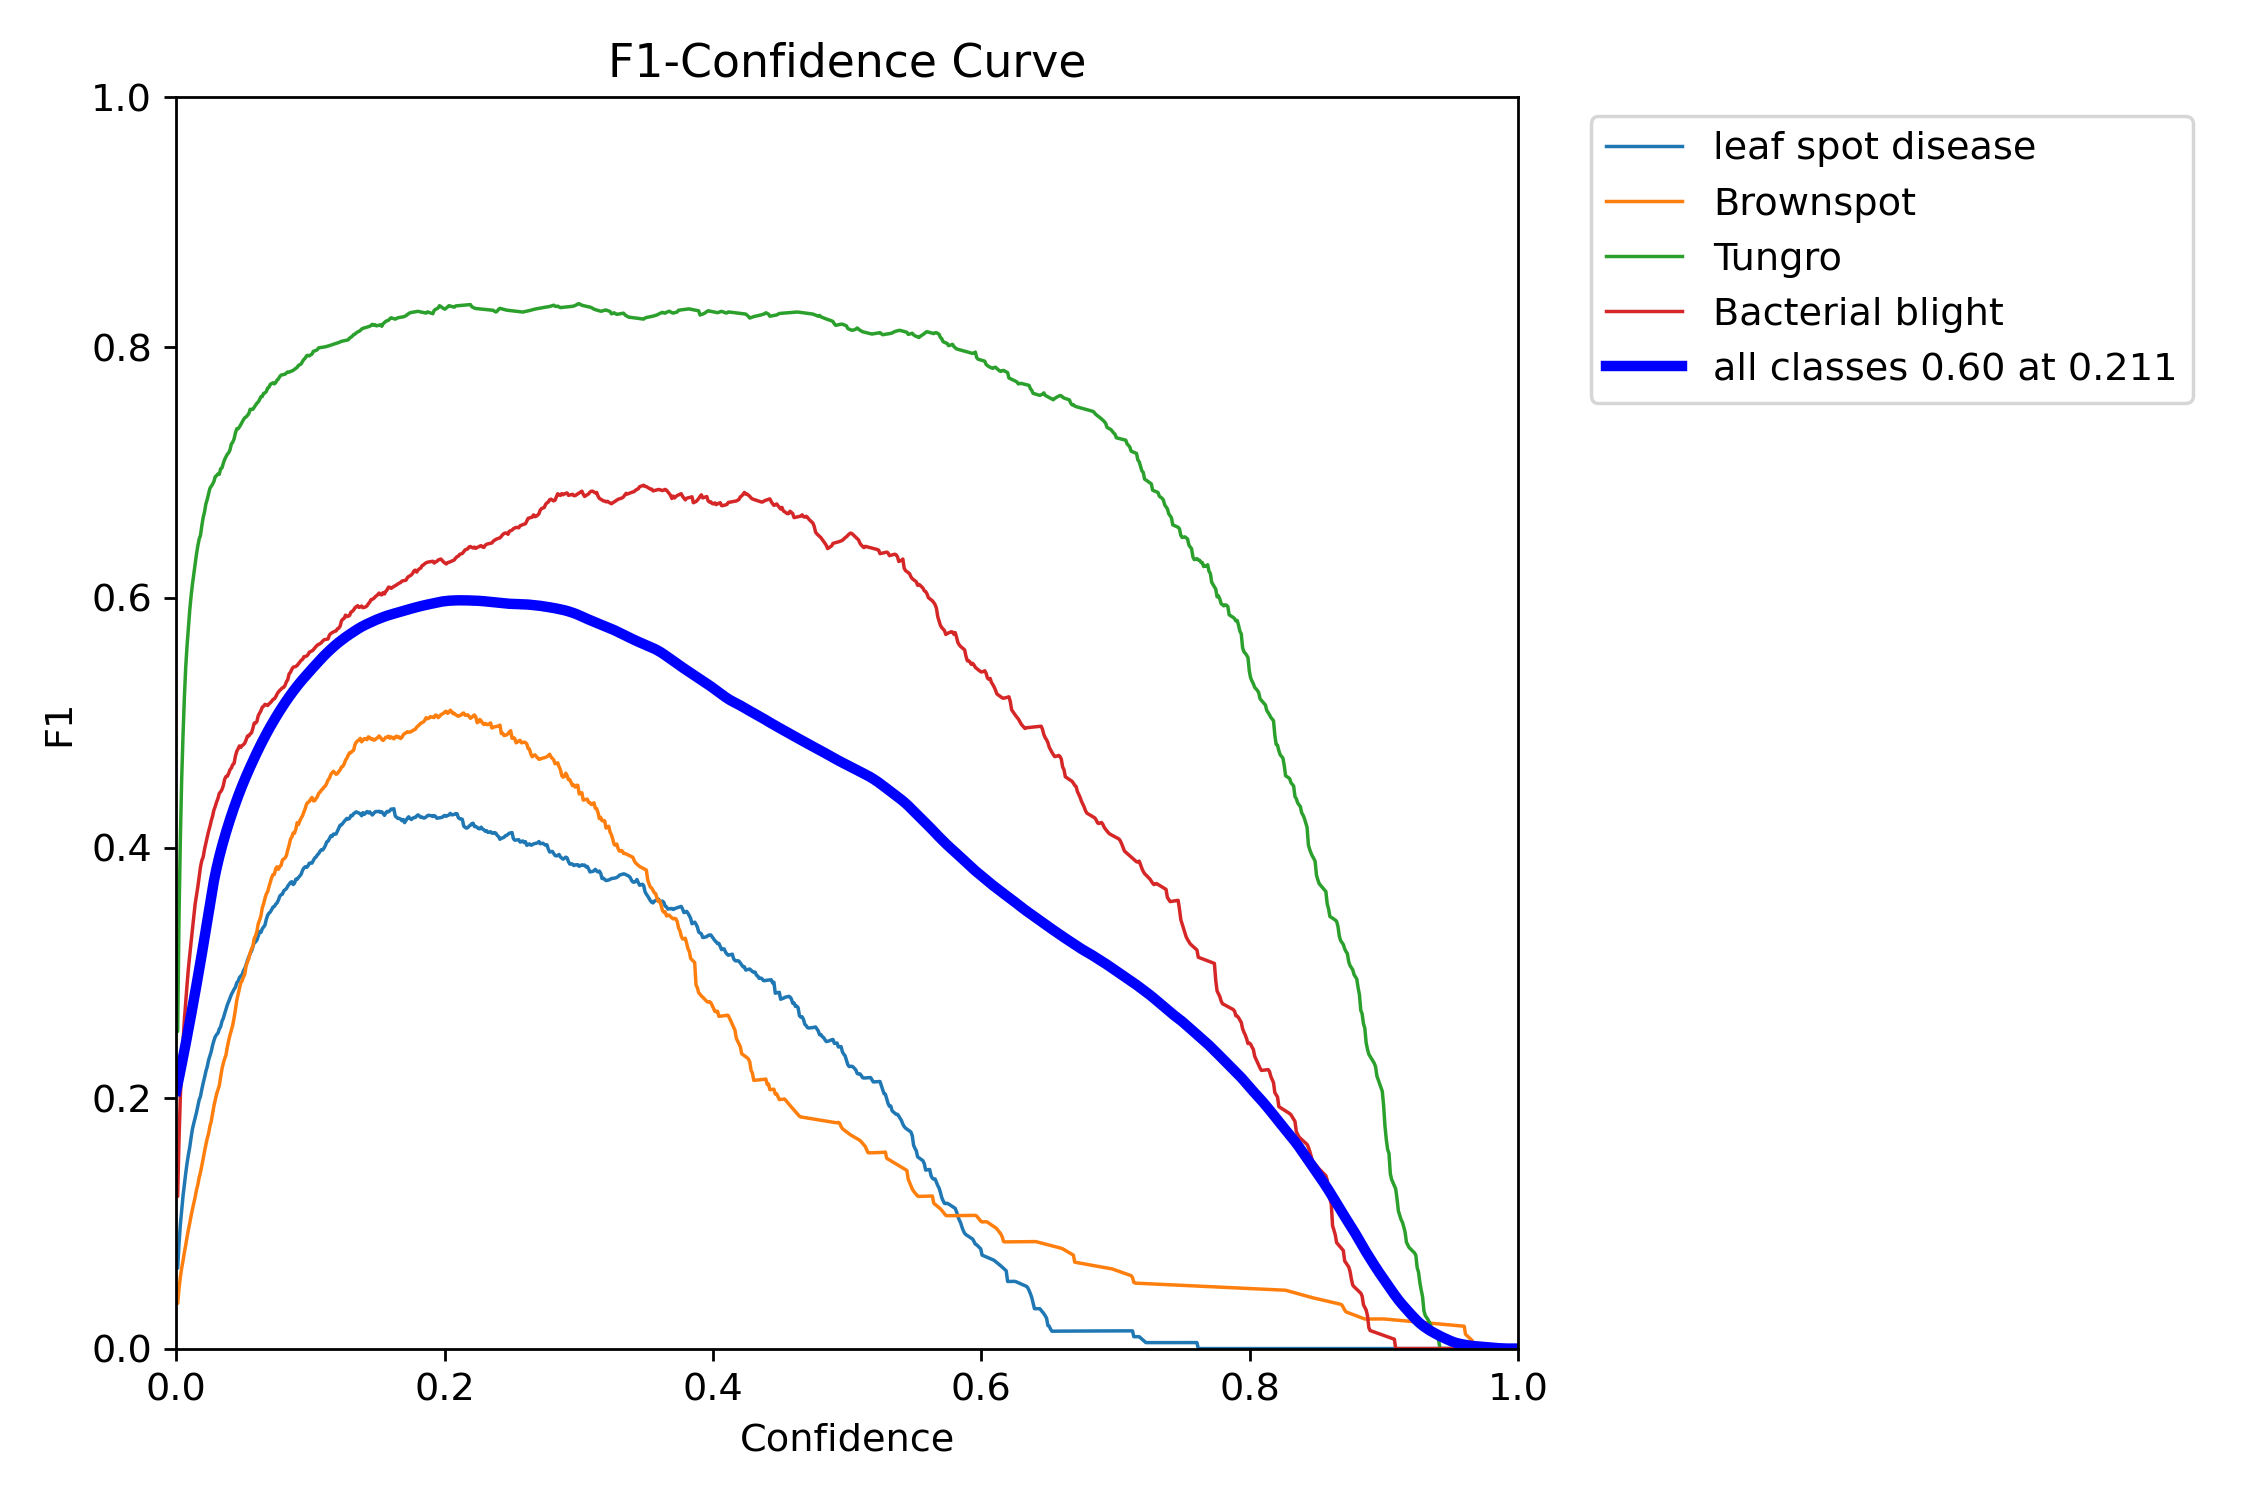 F1-Confidence Curve
1.0
0.8
0.6
0.4
0.2
0.0
F1
0.0 0.2 0.4 0.6 0.8 1.0
Confidence
leaf spot disease
Brownspot
Tungro
Bacterial blight
all classes 0.60 at 0.211